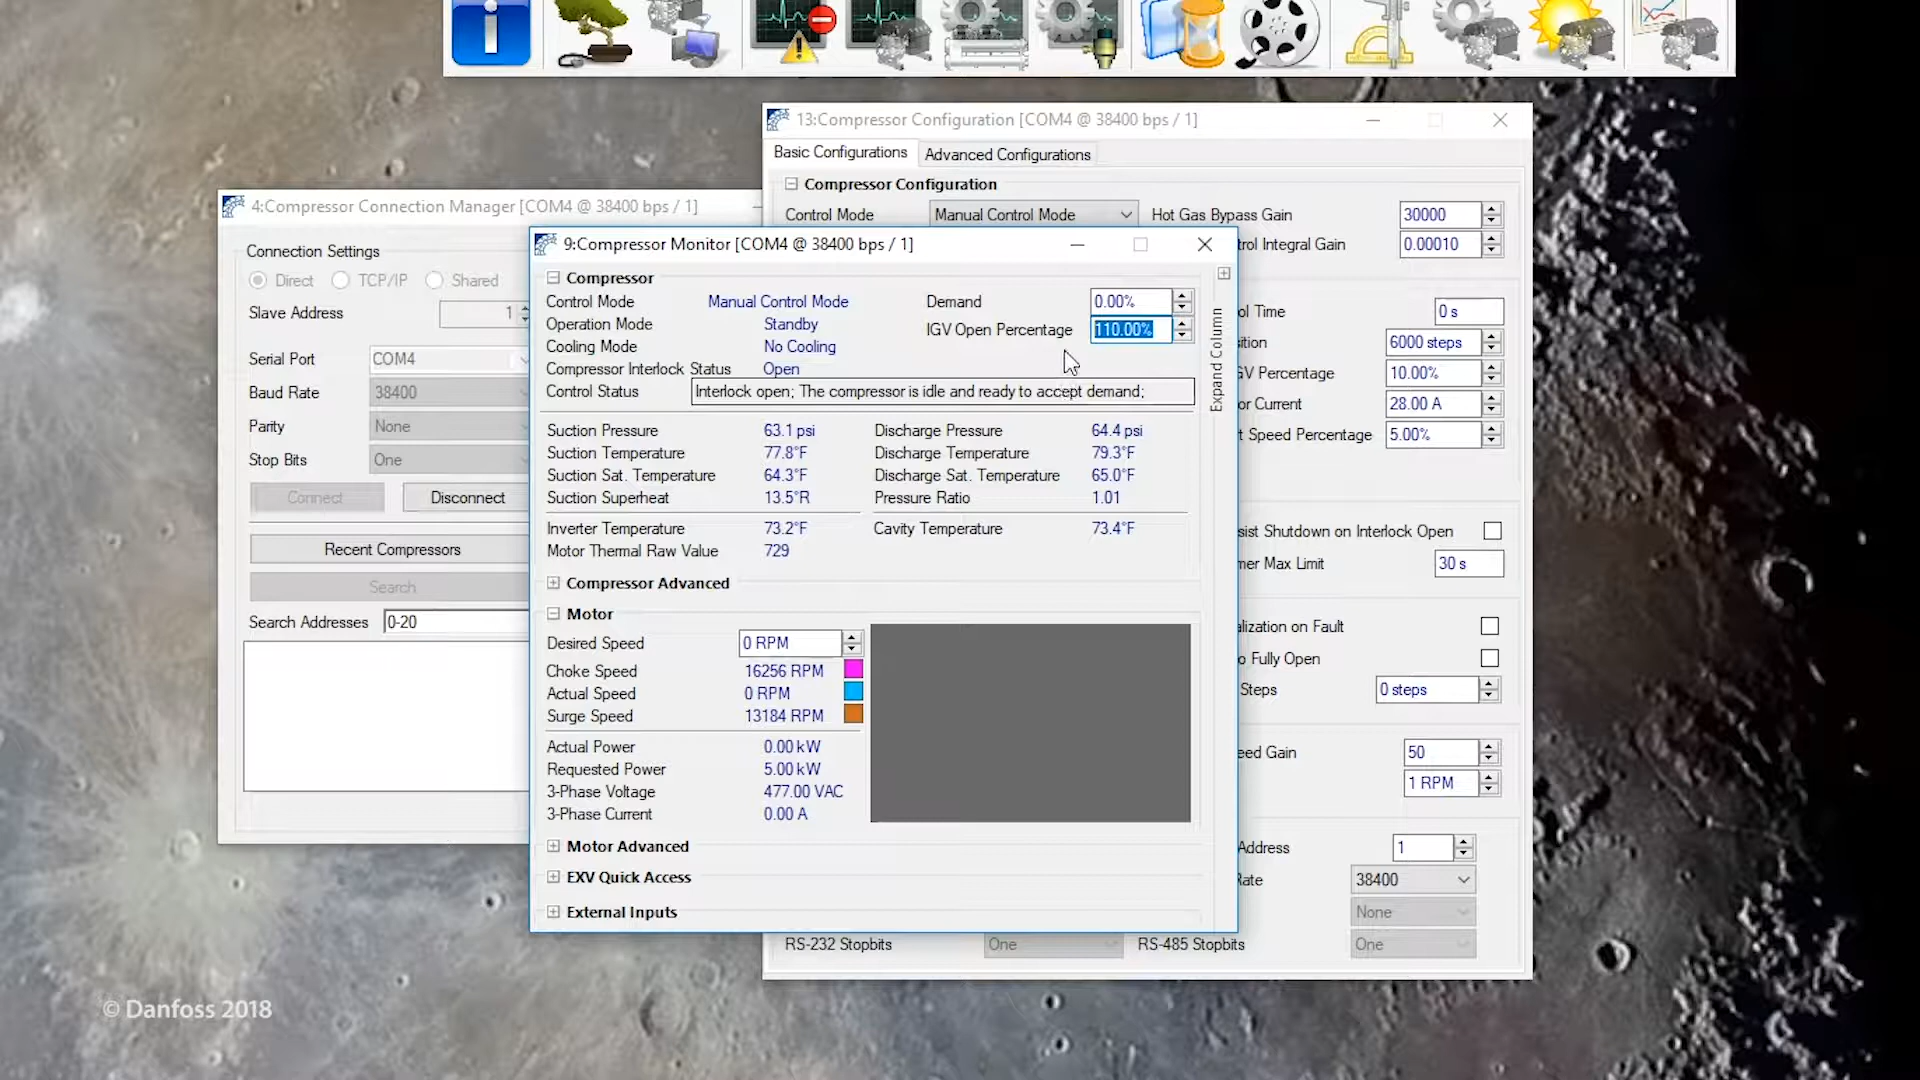 13:Compressor Configuration [COM4 @ 38400 bps / 1]
Basic Configurations
Advanced Configurations
Compressor Configuration
Control Mode
Manual Control Mode
Hot Gas Bypass Gain
30000
trol Integral Gain
0.00010
ol Time
0 s
sition
6000 steps
GV Percentage
10.00%
or Current
28.00 A
t Speed Percentage
5.00%
sist Shutdown on Interlock Open
mer Max Limit
30 s
alization on Fault
o Fully Open
Steps
0 steps
eed Gain
50
1 RPM
Address
1
Rate
38400
None
RS-232 Stopbits
One
RS-485 Stopbits
One
4:Compressor Connection Manager [COM4 @ 38400 bps / 1]
Connection Settings
Direct
TCP/IP
Shared
Slave Address
1
Serial Port
COM4
Baud Rate
38400
Parity
None
Stop Bits
One
Connect
Disconnect
Recent Compressors
Search
Search Addresses
0-20
9:Compressor Monitor [COM4 @ 38400 bps / 1]
Compressor
Control Mode
Manual Control Mode
Demand
0.00%
Operation Mode
Standby
IGV Open Percentage
110.00%
Cooling Mode
No Cooling
Compressor Interlock Status
Open
Control Status
Interlock open; The compressor is idle and ready to accept demand;
Expand Column
Suction Pressure
63.1 psi
Discharge Pressure
64.4 psi
Suction Temperature
77.8°F
Discharge Temperature
79.3°F
Suction Sat. Temperature
64.3°F
Discharge Sat. Temperature
65.0°F
Suction Superheat
13.5°R
Pressure Ratio
1.01
Inverter Temperature
73.2°F
Cavity Temperature
73.4°F
Motor Thermal Raw Value
729
Compressor Advanced
Motor
Desired Speed
0 RPM
Choke Speed
16256 RPM
Actual Speed
0 RPM
Surge Speed
13184 RPM
Actual Power
0.00 kW
Requested Power
5.00 kW
3-Phase Voltage
477.00 VAC
3-Phase Current
0.00 A
Motor Advanced
EXV Quick Access
External Inputs
© Danfoss 2018